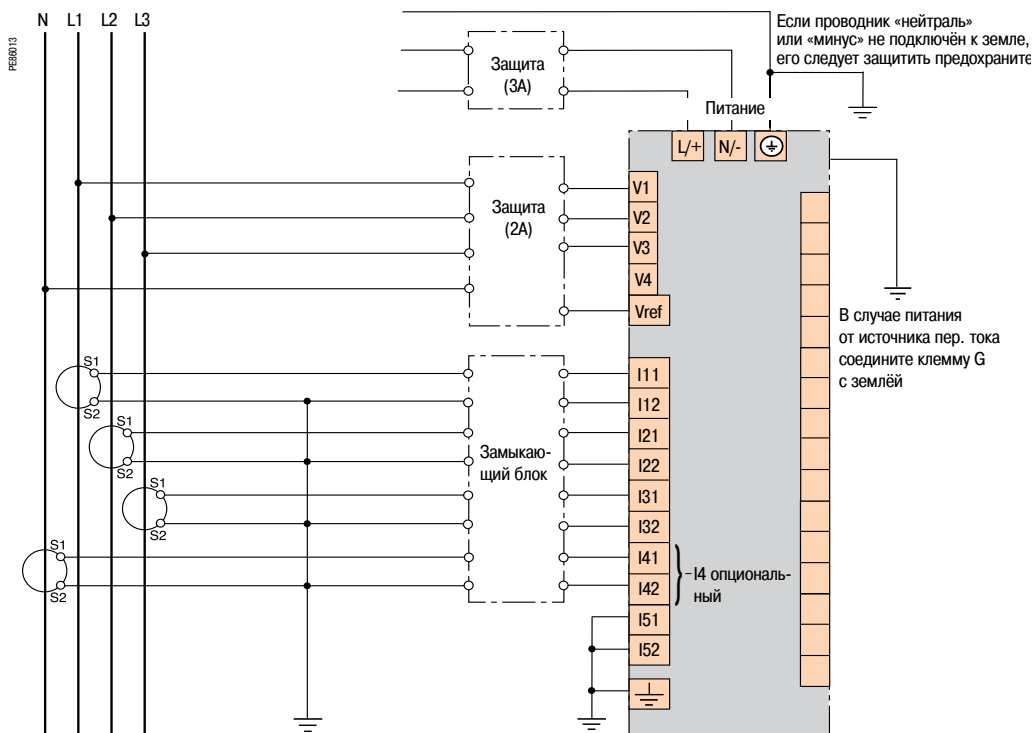 N L1 L2 L3
PE86013
Если проводник «нейтраль»
или «минус» не подключён к земле,
его следует защитить предохраните
Защита
(3А)
Питание
L/+ N/-
Защита
(2А)
V1
V2
V3
V4
Vref
В случае питания
от источника пер. тока
соедините клемму G
с землёй
S1
S2
S1
S2
S1
S2
S1
S2
Замыкаю-
щий блок
I11
I12
I21
I22
I31
I32
I41
I42
I51
I52
I4 опциональ-
ный